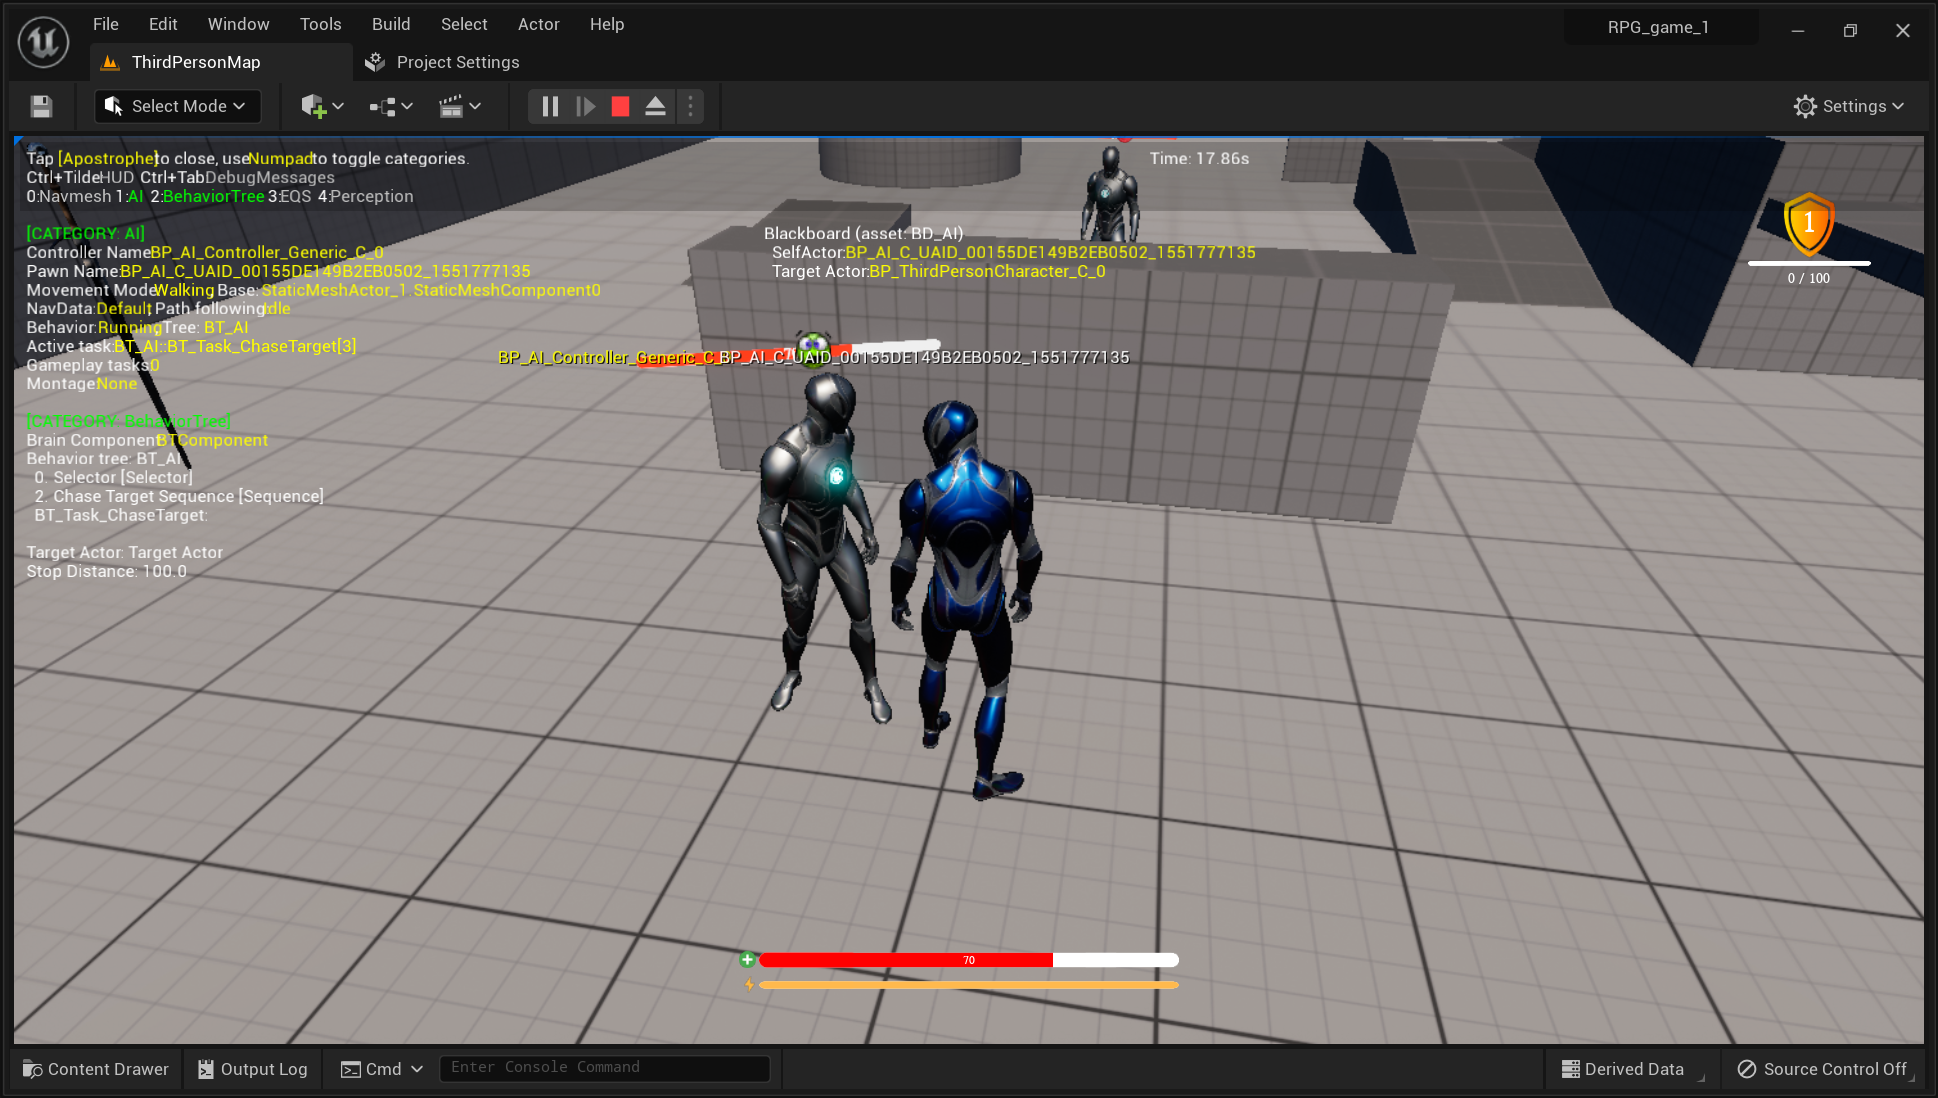 File Edit Window Tools Build Select Actor Help
RPG_game_1
ThirdPersonMap
Project Settings
Select Mode
Settings
Tap [Apostrophe] to close, use Numpad to toggle categories.
Ctrl+Tilde HUD Ctrl+Tab DebugMessages
0:Navmesh 1:AI 2:BehaviorTree 3:EQS 4:Perception
Time: 17.86s
1
0 / 100
[CATEGORY: AI]
Controller Name: BP_AI_Controller_Generic_C_0
Pawn Name: BP_AI_C_UAID_00155DE149B2EB0502_1551777135
Movement Mode: Walking, Base: StaticMeshActor_1.StaticMeshComponent0
NavData: Default, Path following: Idle
Behavior: Running, Tree: BT_AI
Active task: BT_AI::BT_Task_ChaseTarget[3]
Gameplay tasks: 0
Montage: None
Blackboard (asset: BD_AI)
SelfActor: BP_AI_C_UAID_00155DE149B2EB0502_1551777135
Target Actor: BP_ThirdPersonCharacter_C_0
BP_AI_Controller_Generic_C_0 BP_AI_C_UAID_00155DE149B2EB0502_1551777135
[CATEGORY: BehaviorTree]
Brain Component: BTComponent
Behavior tree: BT_AI
0. Selector [Selector]
2. Chase Target Sequence [Sequence]
BT_Task_ChaseTarget:
Target Actor: Target Actor
Stop Distance: 100.0
70
Content Drawer
Output Log
Cmd
Enter Console Command
Derived Data
Source Control Off